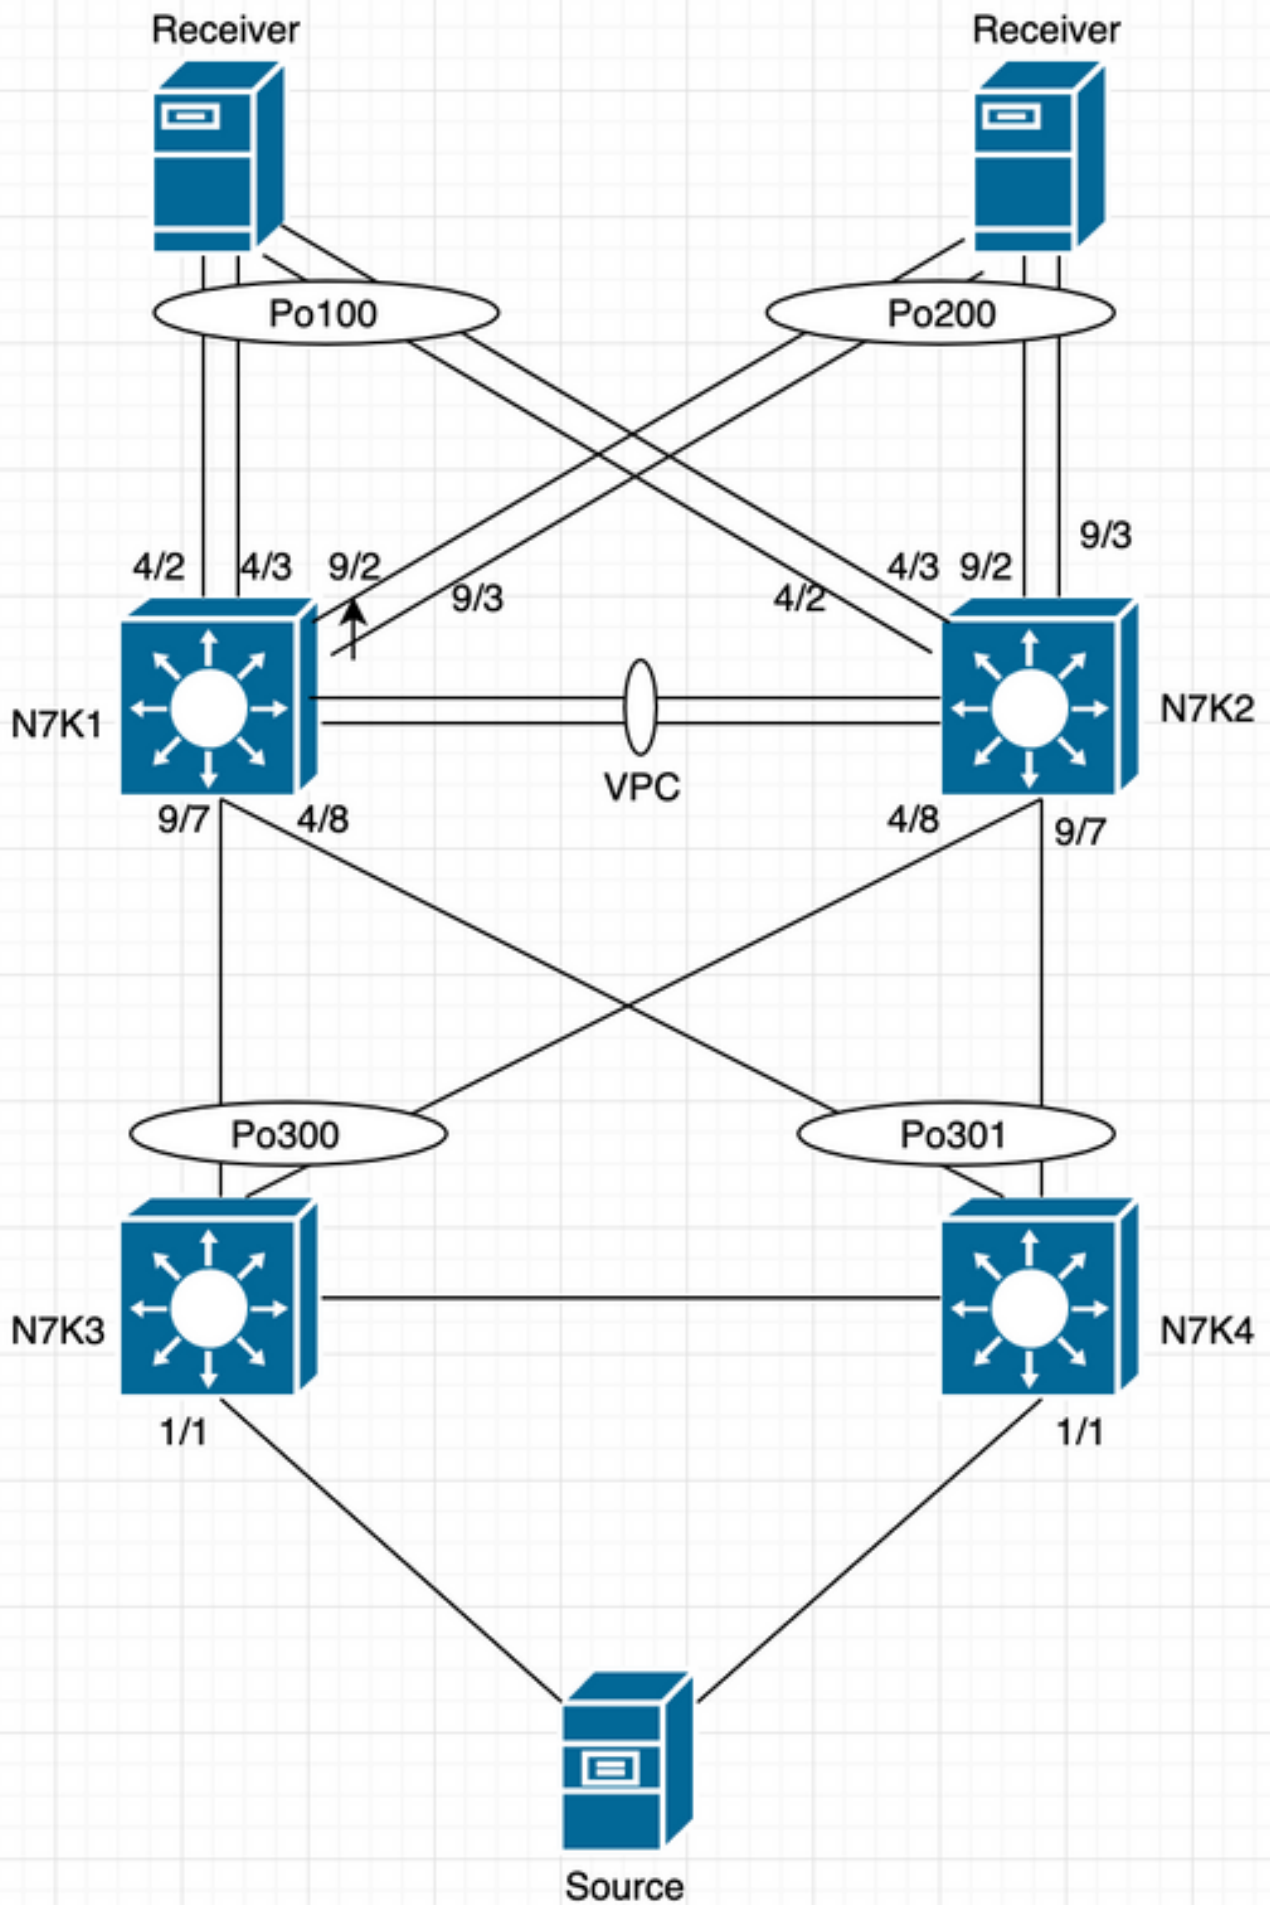 Receiver
Receiver
Po100
Po200
9/3
4/2
4/3
9/2
4/3
9/2
9/3
4/2
N7K1
N7K2
VPC
9/7
4/8
4/8
9/7
Po300
Po301
N7K3
N7K4
1/1
1/1
Source